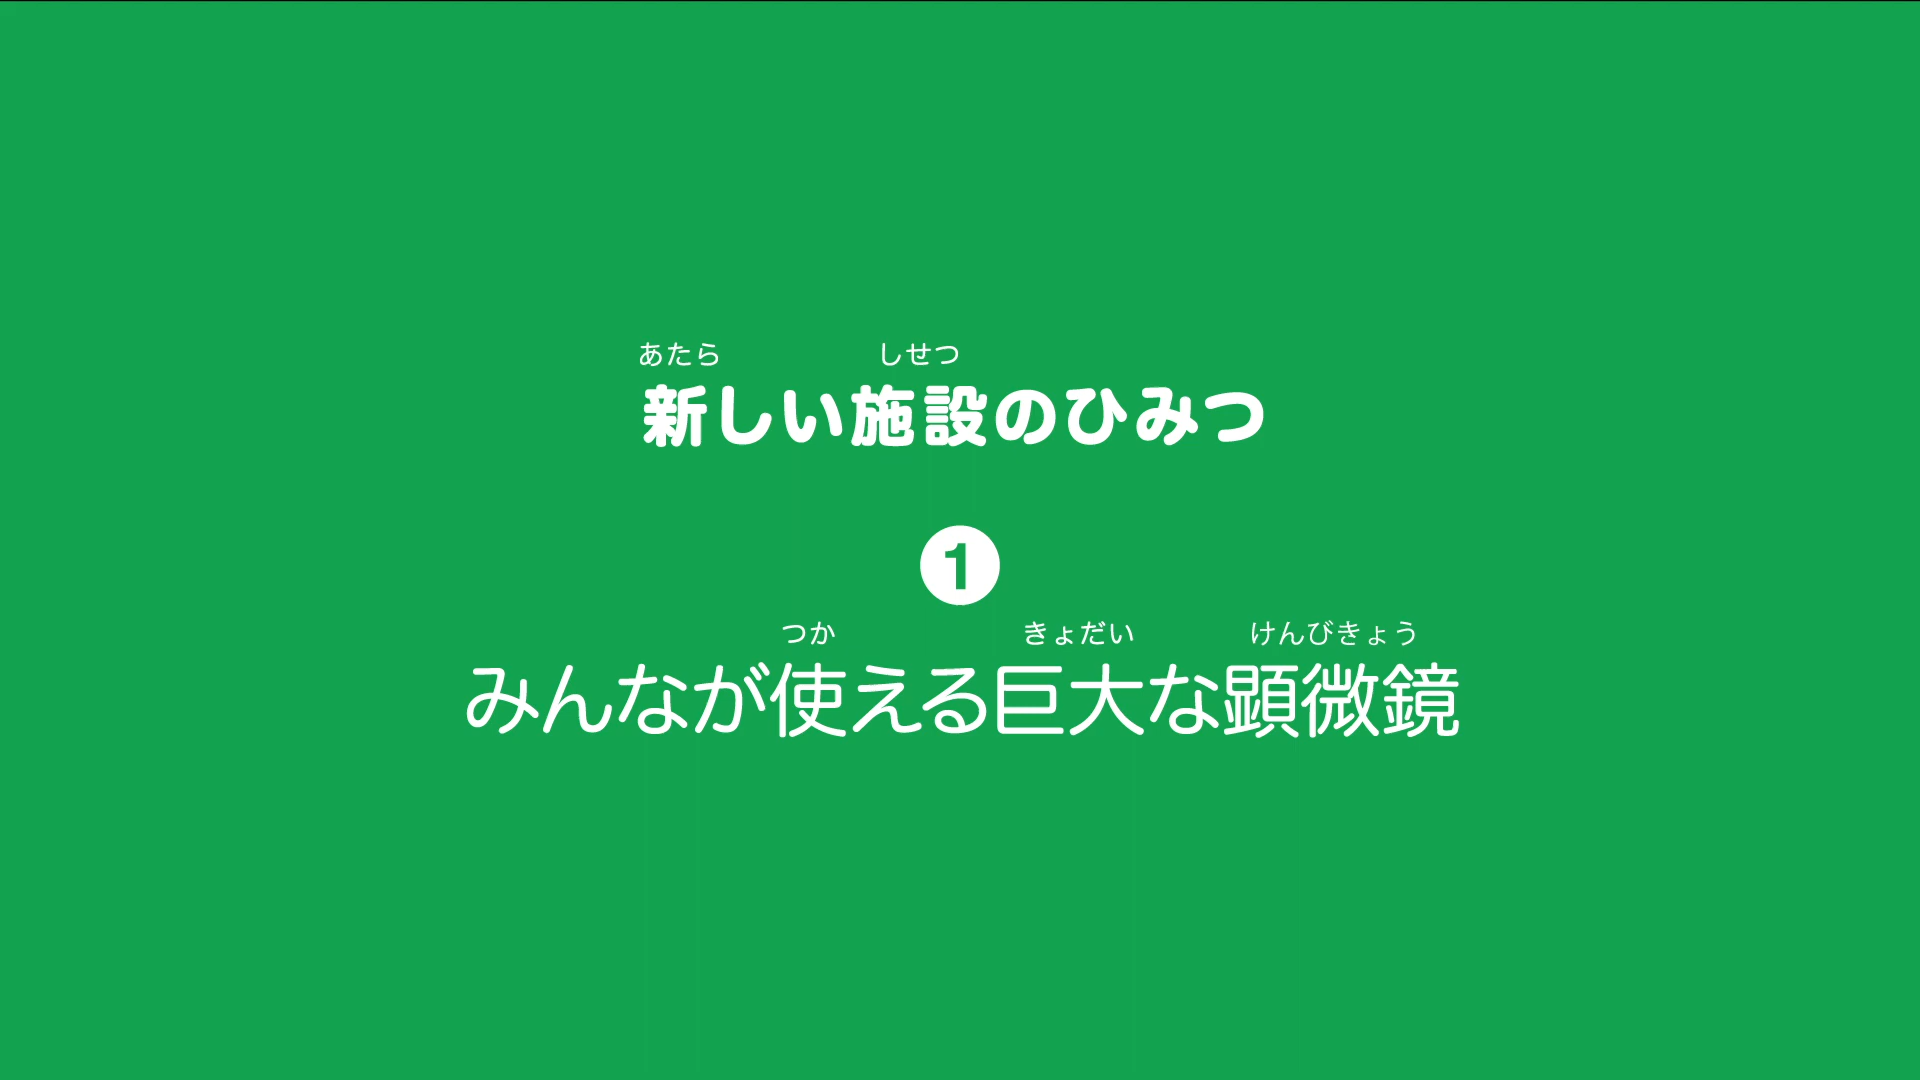 あたら しせつ
新しい施設のひみつ
1
つか きょだい けんびきょう
みんなが使える巨大な顕微鏡